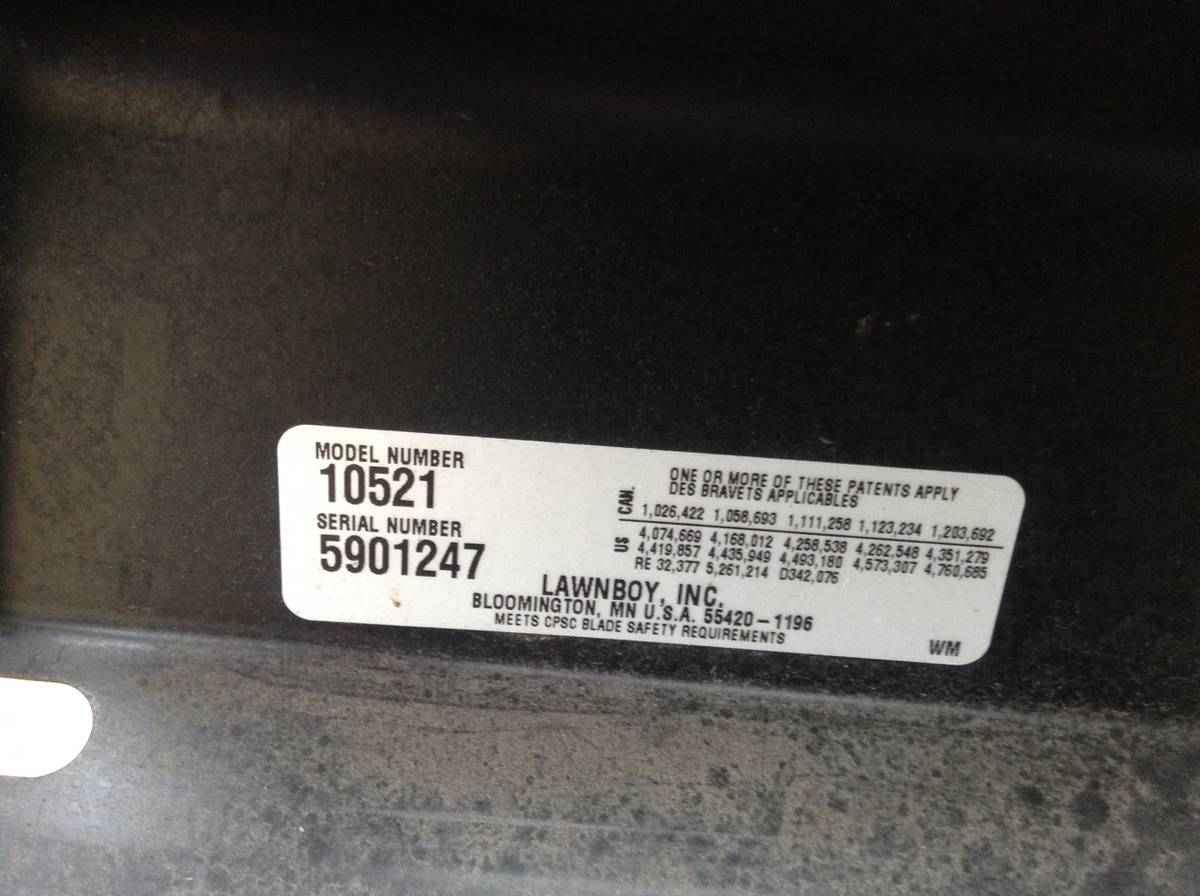 MODEL NUMBER
10521
SERIAL NUMBER
5901247
ONE OR MORE OF THESE PATENTS APPLY
DES BRAVETS APPLICABLES
CAN. 1,026,422 1,058,693 1,111,258 1,123,234 1,203,692
US 4,074,669 4,168,012 4,258,538 4,262,548 4,351,279
4,419,857 4,435,949 4,493,180 4,573,307 4,760,685
RE 32,377 5,261,214 D342,076
LAWNBOY, INC.
BLOOMINGTON, MN U.S.A. 55420-1196
MEETS CPSC BLADE SAFETY REQUIREMENTS
WM